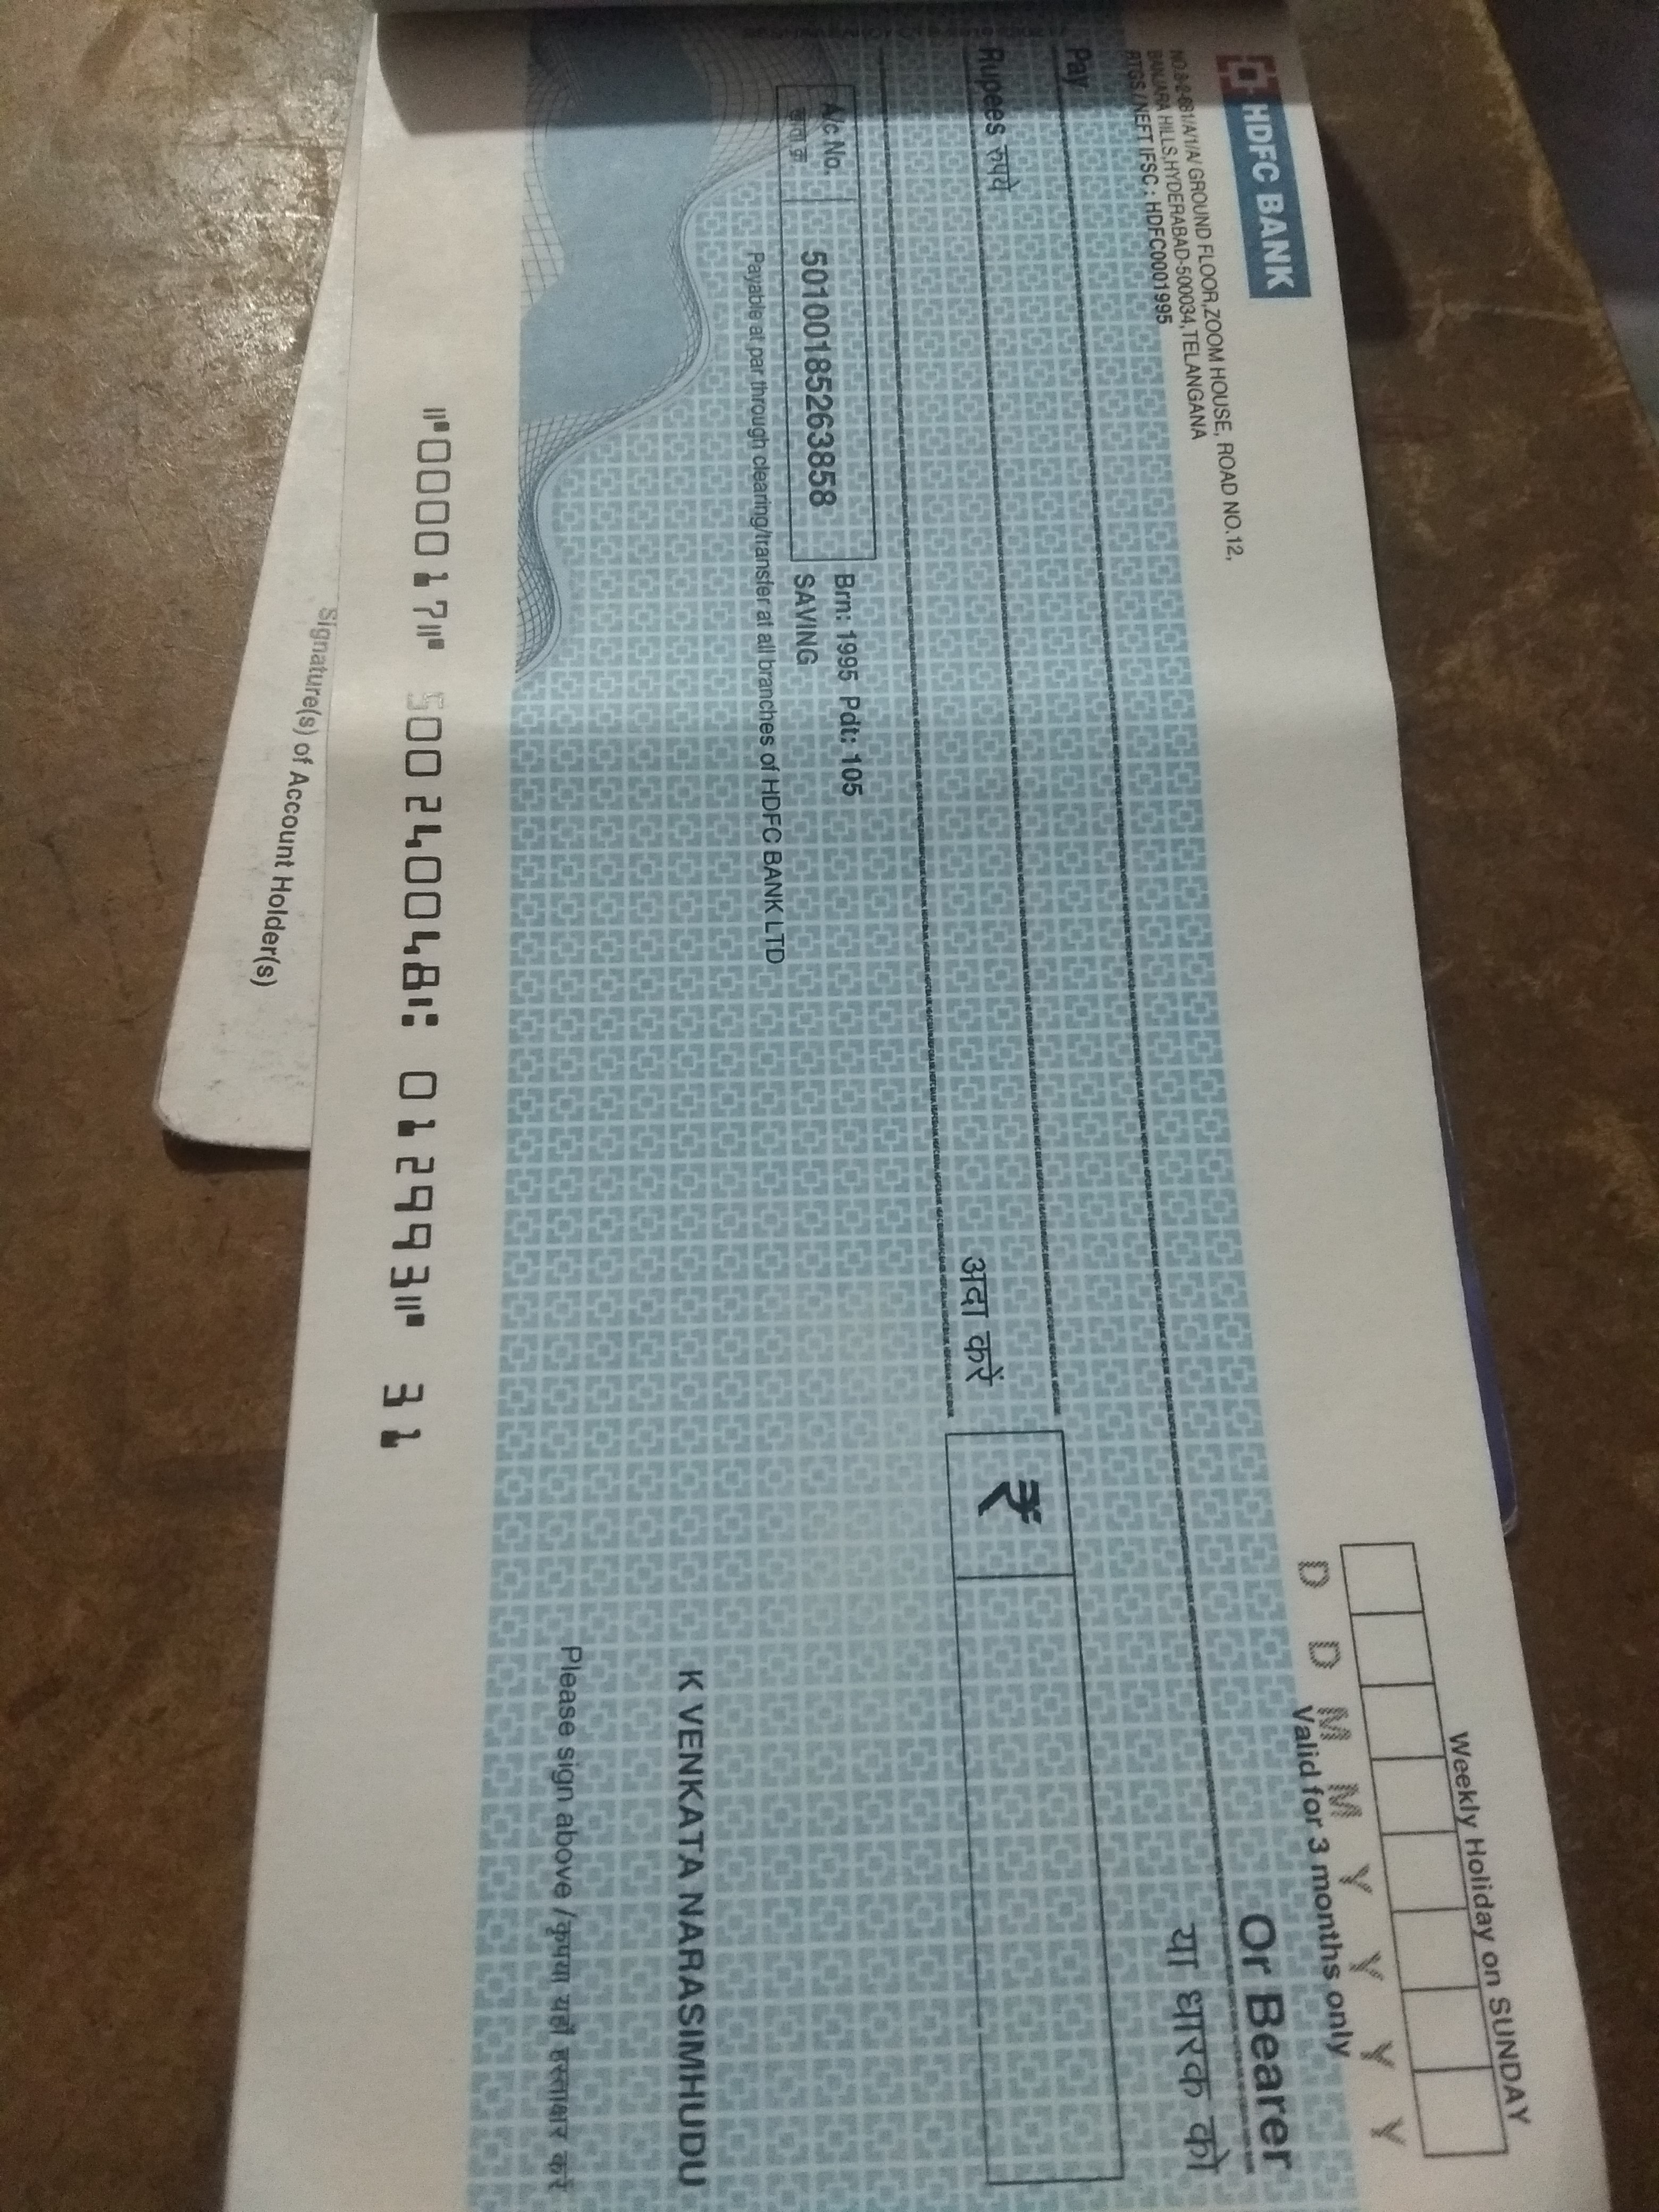 HDFC BANK
NO.8-2-681/A/1/A/ GROUND FLOOR,ZOOM HOUSE, ROAD NO.12,
BANJARA HILLS,HYDERABAD-500034,TELANGANA
RTGS / NEFT IFSC : HDFC0001995
Weekly Holiday on SUNDAY
D D M M Y Y Y Y
Valid for 3 months only
Pay
Or Bearer
या धारक को
Rupees रुपये
अदा करें
₹
A/c No.
खाता क्र.
50100185263858
Brn: 1995 Pdt: 105
SAVING
Payable at par through clearing/transfer at all branches of HDFC BANK LTD
K VENKATA NARASIMHUDU
Please sign above /कृपया यहाँ हस्ताक्षर करें
⑈000017⑈ 500240048⑆ 012993⑈ 31
Signature(s) of Account Holder(s)